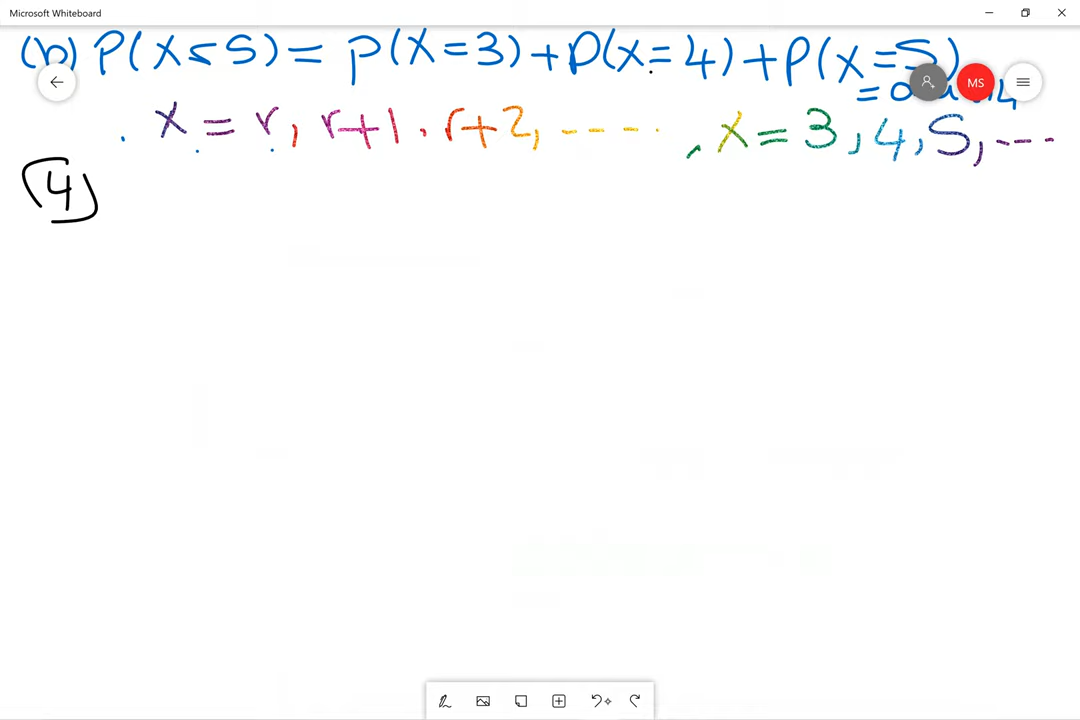 Microsoft Whiteboard
(b) P(X≤5) = P(X=3) + P(X=4) + P(X=5)
MS
x = r, r+1, r+2, -----, x = 3, 4, 5, ---
(4)